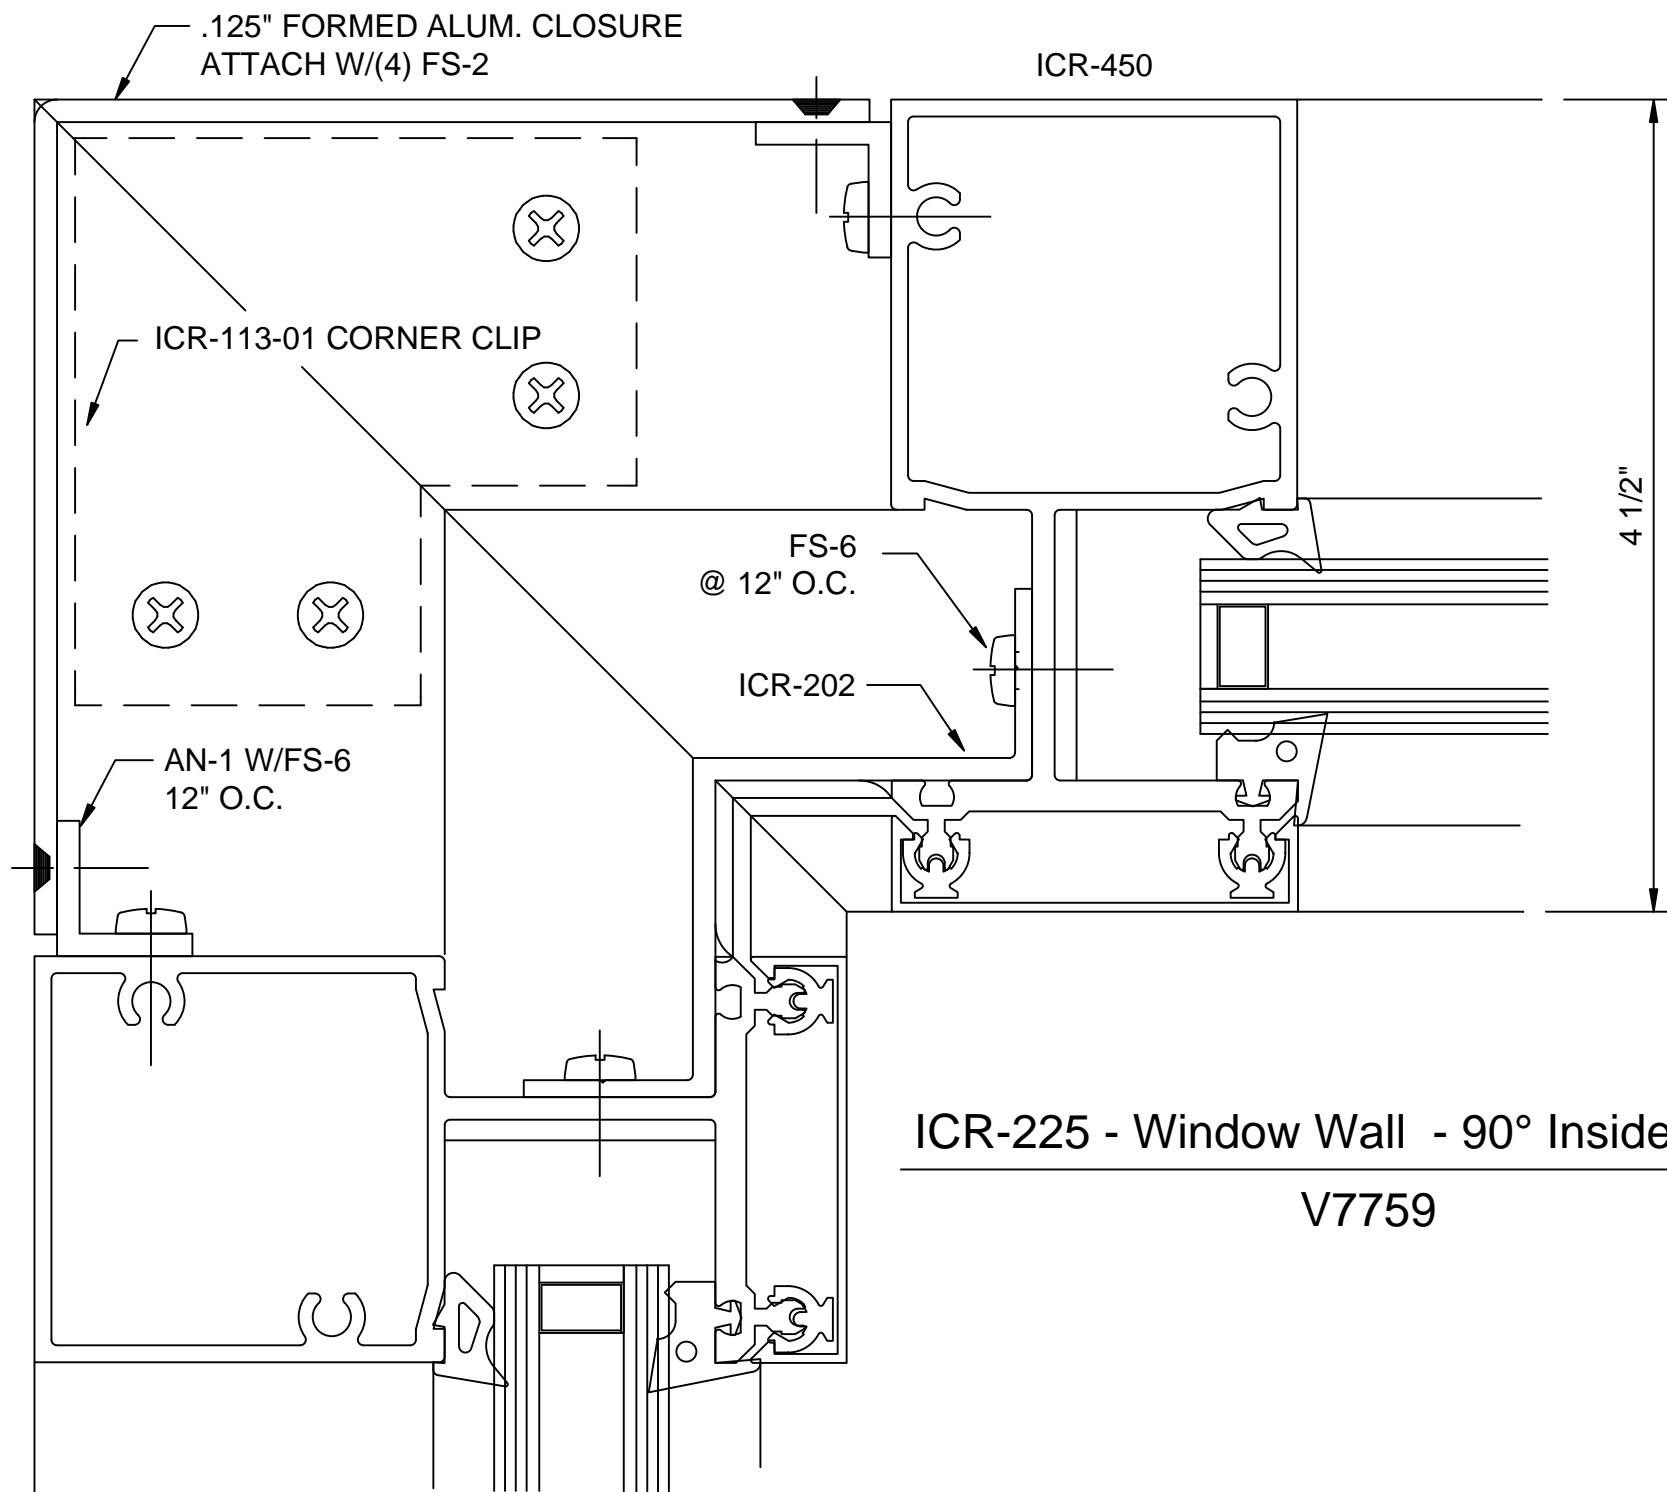 .125" FORMED ALUM. CLOSURE
ATTACH W/(4) FS-2
ICR-450
ICR-113-01 CORNER CLIP
4 1/2"
FS-6
@ 12" O.C.
ICR-202
AN-1 W/FS-6
12" O.C.
ICR-225 - Window Wall - 90° Inside
V7759